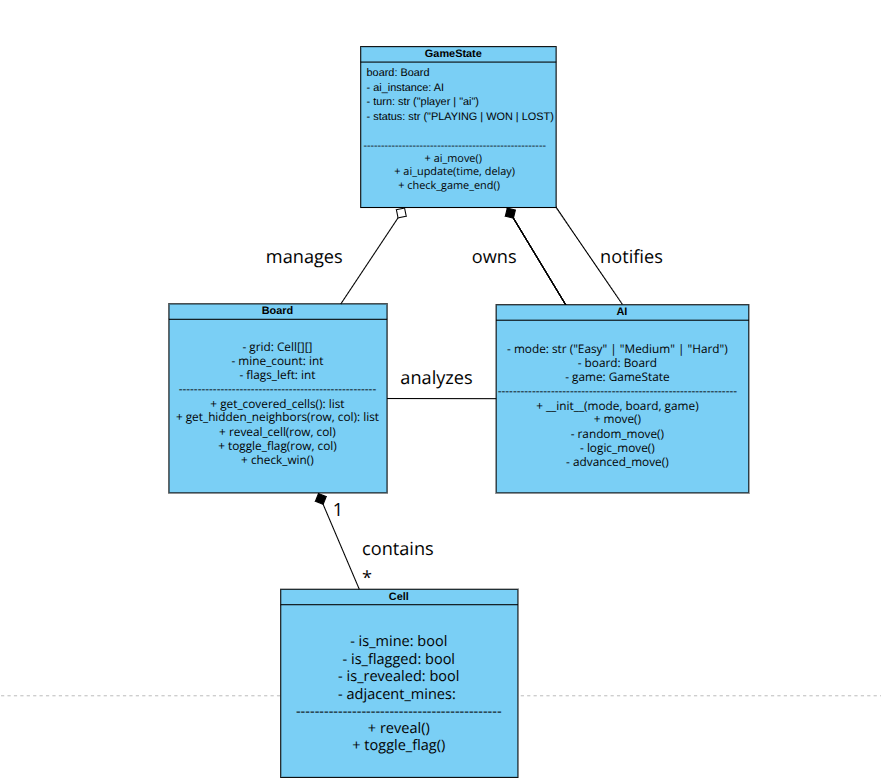 GameState
board: Board
- ai_instance: AI
- turn: str ("player | "ai")
- status: str ("PLAYING | WON | LOST)
+ ai_move()
+ ai_update(time, delay)
+ check_game_end()
manages
owns
notifies
Board
- grid: Cell[][]
- mine_count: int
- flags_left: int
+ get_covered_cells(): list
+ get_hidden_neighbors(row, col): list
+ reveal_cell(row, col)
+ toggle_flag(row, col)
+ check_win()
analyzes
AI
- mode: str ("Easy" | "Medium" | "Hard")
- board: Board
- game: GameState
+ __init__(mode, board, game)
+ move()
- random_move()
- logic_move()
- advanced_move()
1
contains
*
Cell
- is_mine: bool
- is_flagged: bool
- is_revealed: bool
- adjacent_mines:
+ reveal()
+ toggle_flag()